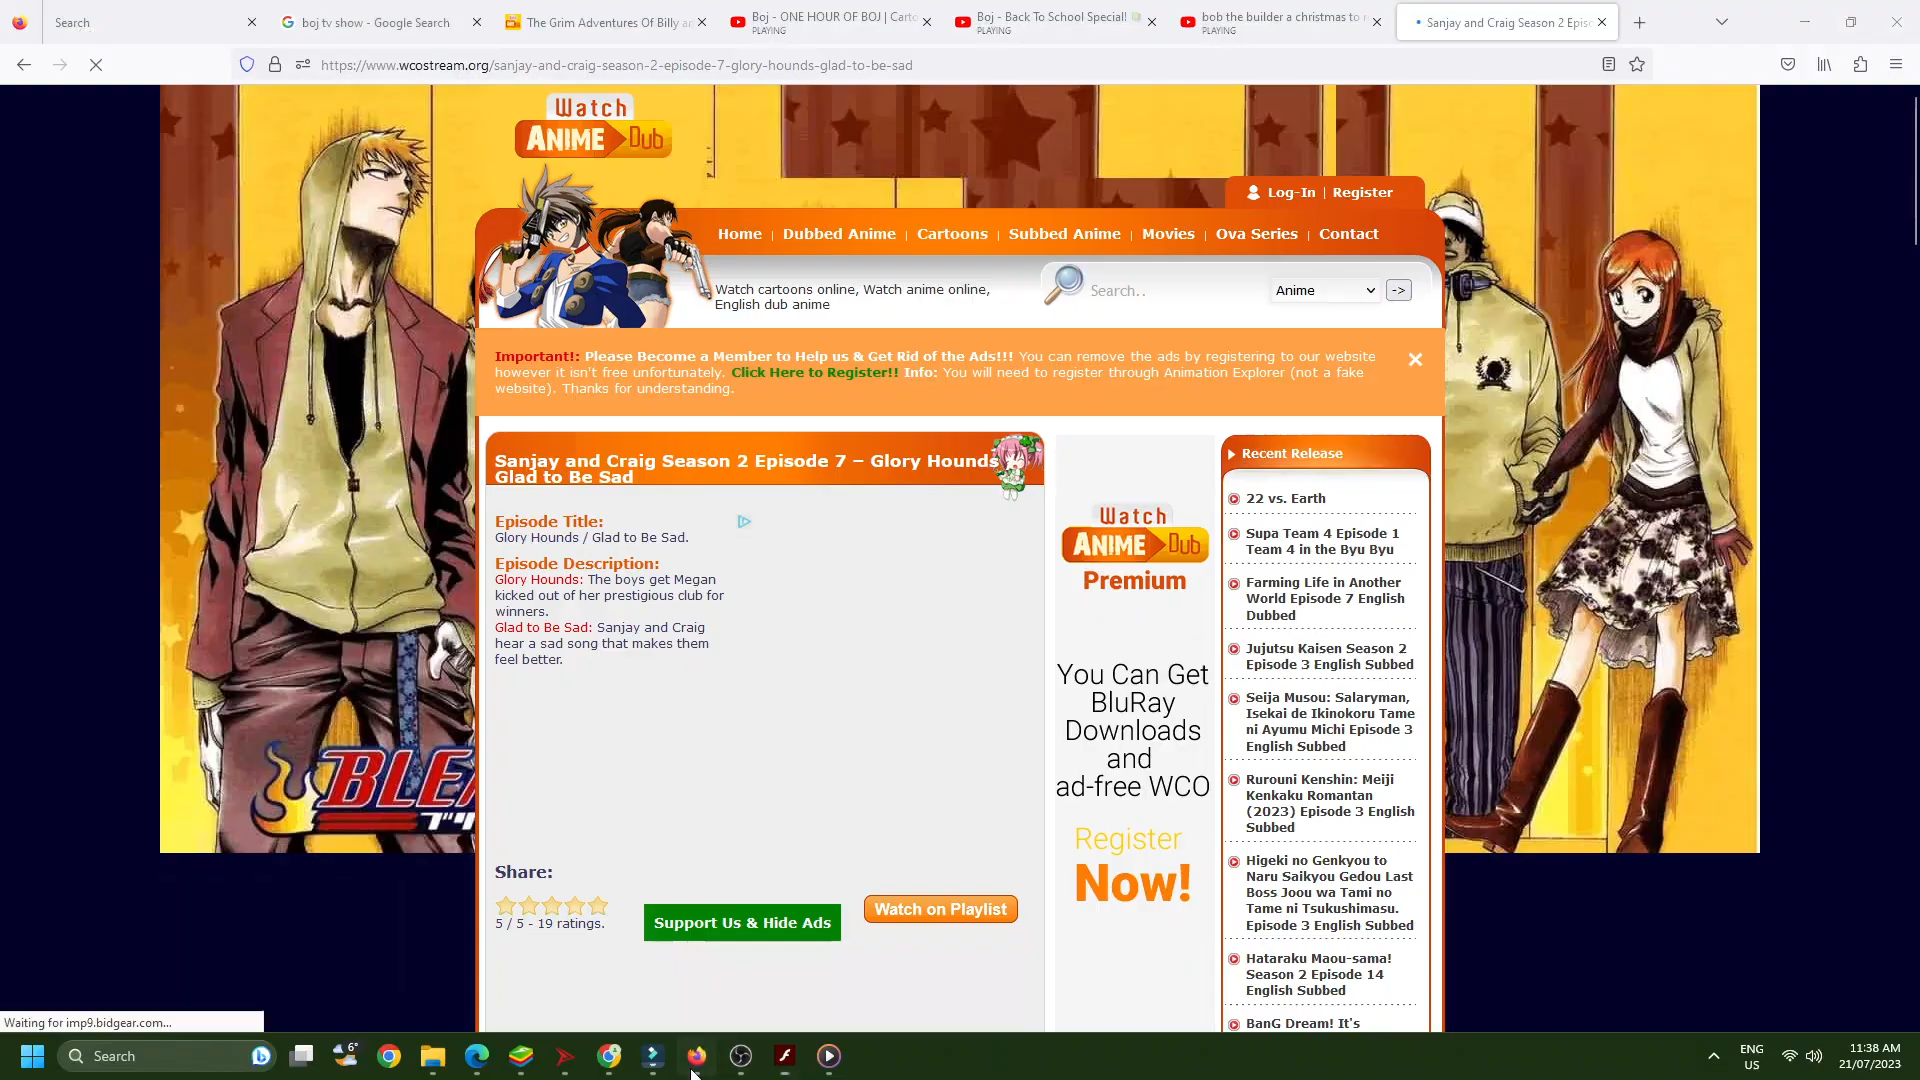 Search
boj tv show - Google Search
The Grim Adventures Of Billy an
Boj - ONE HOUR OF BOJ | Carto
PLAYING
Boj - Back To School Special!
PLAYING
bob the builder a christmas to r
PLAYING
Sanjay and Craig Season 2 Episo
https://www.wcostream.org/sanjay-and-craig-season-2-episode-7-glory-hounds-glad-to-be-sad
Watch
ANIME Dub
Log-In | Register
Home | Dubbed Anime | Cartoons | Subbed Anime | Movies | Ova Series | Contact
Watch cartoons online, Watch anime online,
English dub anime
Search..
Anime
->
Important!: Please Become a Member to Help us & Get Rid of the Ads!!! You can remove the ads by registering to our website
however it isn't free unfortunately. Click Here to Register!! Info: You will need to register through Animation Explorer (not a fake
website). Thanks for understanding.
Sanjay and Craig Season 2 Episode 7 – Glory Hounds
Glad to Be Sad
Episode Title:
Glory Hounds / Glad to Be Sad.
Episode Description:
Glory Hounds: The boys get Megan
kicked out of her prestigious club for
winners.
Glad to Be Sad: Sanjay and Craig
hear a sad song that makes them
feel better.
Share:
5 / 5 - 19 ratings.
Support Us & Hide Ads
Watch on Playlist
Watch
ANIME Dub
Premium
You Can Get
BluRay
Downloads
and
ad-free WCO
Register
Now!
Recent Release
22 vs. Earth
Supa Team 4 Episode 1
Team 4 in the Byu Byu
Farming Life in Another
World Episode 7 English
Dubbed
Jujutsu Kaisen Season 2
Episode 3 English Subbed
Seija Musou: Salaryman,
Isekai de Ikinokoru Tame
ni Ayumu Michi Episode 3
English Subbed
Rurouni Kenshin: Meiji
Kenkaku Romantan
(2023) Episode 3 English
Subbed
Higeki no Genkyou to
Naru Saikyou Gedou Last
Boss Joou wa Tami no
Tame ni Tsukushimasu.
Episode 3 English Subbed
Hataraku Maou-sama!
Season 2 Episode 14
English Subbed
BanG Dream! It's
BLEA
ブリ
Waiting for imp9.bidgear.com...
Search
6°
ENG
US
11:38 AM
21/07/2023